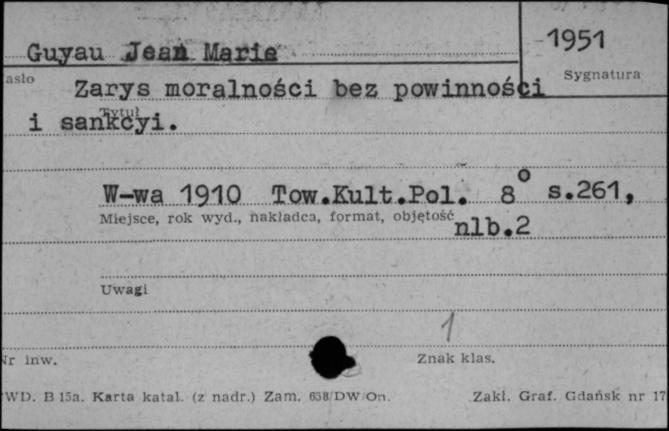 Guyau Jean Marie
1951
asło
Sygnatura
Zarys moralności bez powinności
Tytuł
i sankcyi.
W-wa 1910 Tow.Kult.Pol. 8° s.261,
Miejsce, rok wyd., nakładca, format, objętość
nlb.2
Uwagi
1
Nr inw.
Znak klas.
WD. B 15a. Karta katal. (z nadr.) Zam. 658/DW/On.
Zakł. Graf. Gdańsk nr 17